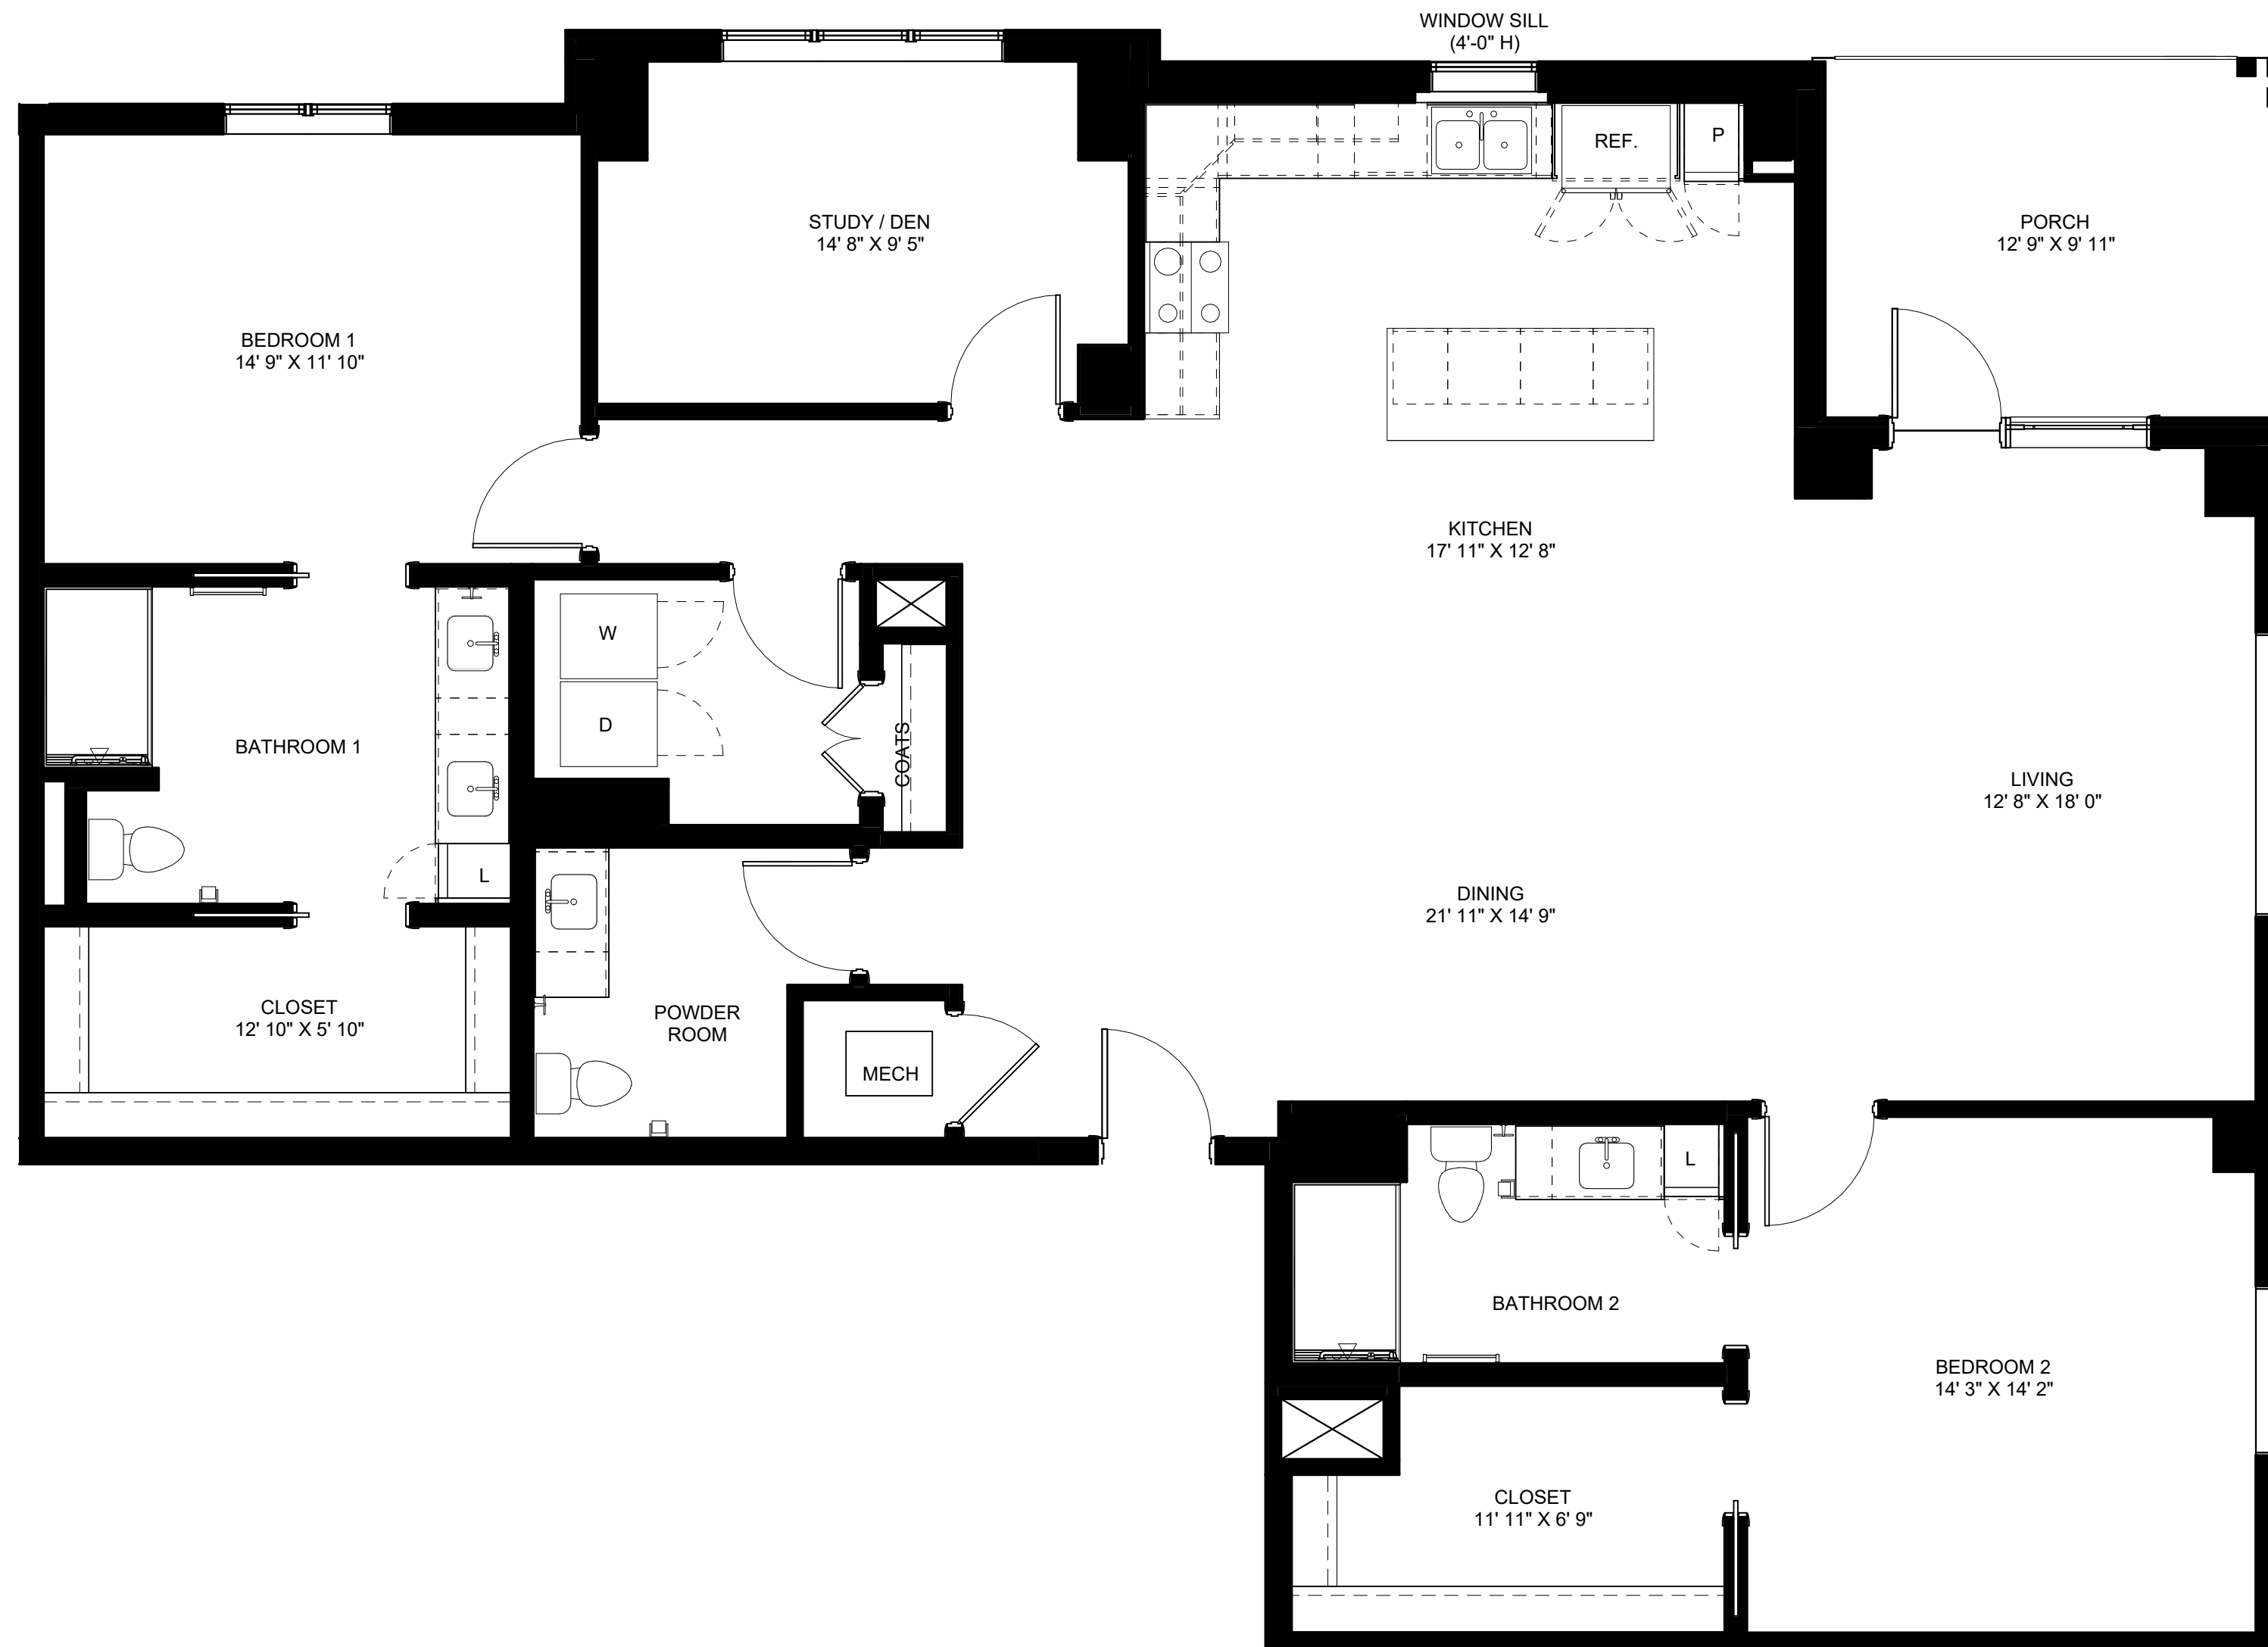 WINDOW SILL
(4'-0" H)
REF.
P
STUDY / DEN
14' 8" X 9' 5"
PORCH
12' 9" X 9' 11"
BEDROOM 1
14' 9" X 11' 10"
KITCHEN
17' 11" X 12' 8"
W
D
COATS
BATHROOM 1
LIVING
12' 8" X 18' 0"
L
DINING
21' 11" X 14' 9"
CLOSET
12' 10" X 5' 10"
POWDER
ROOM
MECH
L
BATHROOM 2
BEDROOM 2
14' 3" X 14' 2"
CLOSET
11' 11" X 6' 9"